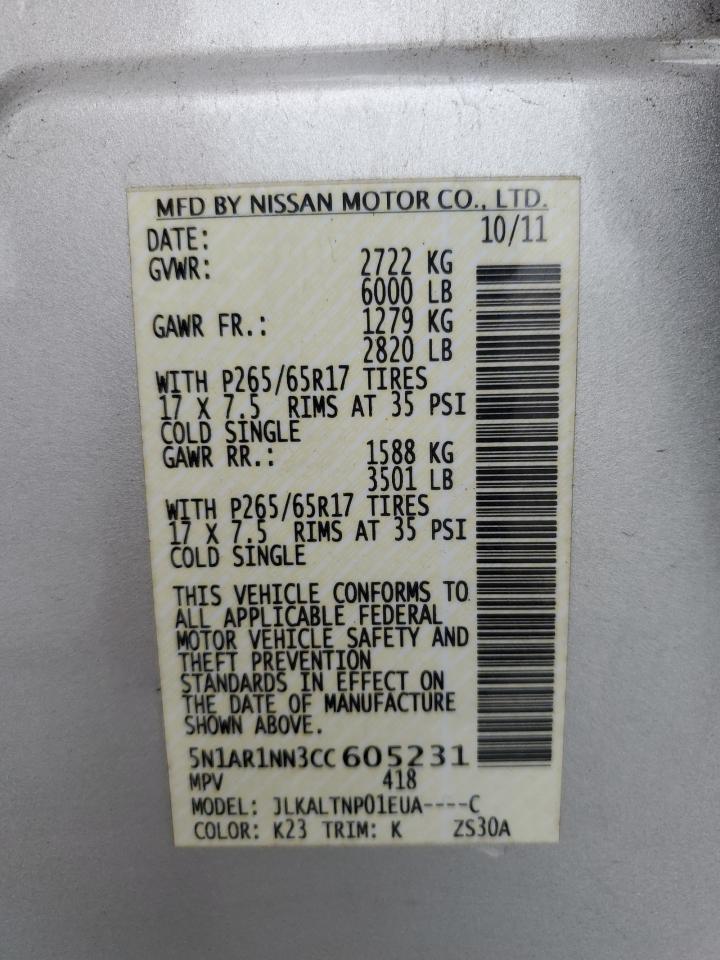 MFD BY NISSAN MOTOR CO., LTD.
DATE: 10/11
GVWR: 2722 KG
6000 LB
GAWR FR.: 1279 KG
2820 LB
WITH P265/65R17 TIRES
17 X 7.5 RIMS AT 35 PSI
COLD SINGLE
GAWR RR.: 1588 KG
3501 LB
WITH P265/65R17 TIRES
17 X 7.5 RIMS AT 35 PSI
COLD SINGLE
THIS VEHICLE CONFORMS TO
ALL APPLICABLE FEDERAL
MOTOR VEHICLE SAFETY AND
THEFT PREVENTION
STANDARDS IN EFFECT ON
THE DATE OF MANUFACTURE
SHOWN ABOVE.
5N1AR1NN3CC605231
MPV 418
MODEL: JLKALTNP01EUA----C
COLOR: K23 TRIM: K ZS30A